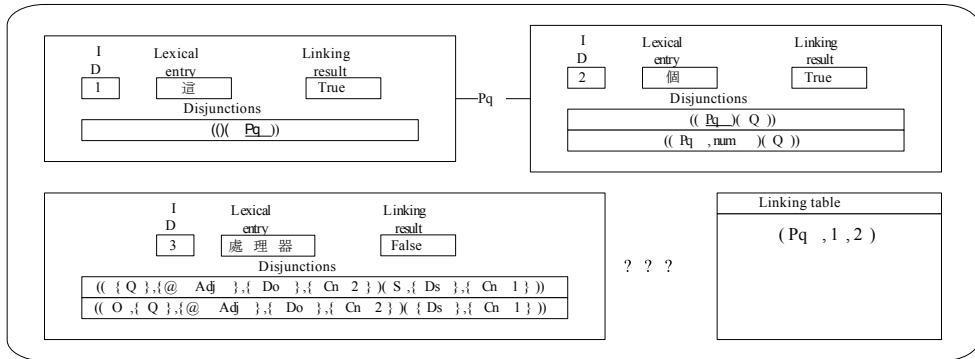 I D Lexical entry Linking result
1 這 True
Disjunctions
(()( Pq ))
Pq
I D Lexical entry Linking result
2 個 True
Disjunctions
(( Pq )( Q ))
(( Pq ,num )( Q ))
I D Lexical entry Linking result
3 處 理 器 False
Disjunctions
(( { Q },{@ Adj },{ Do },{ Cn 2 } )( S ,{ Ds },{ Cn 1 } ))
(( O ,{ Q },{@ Adj },{ Do },{ Cn 2 } )( { Ds },{ Cn 1 } ))
? ? ?
Linking table
( Pq , 1 , 2 )